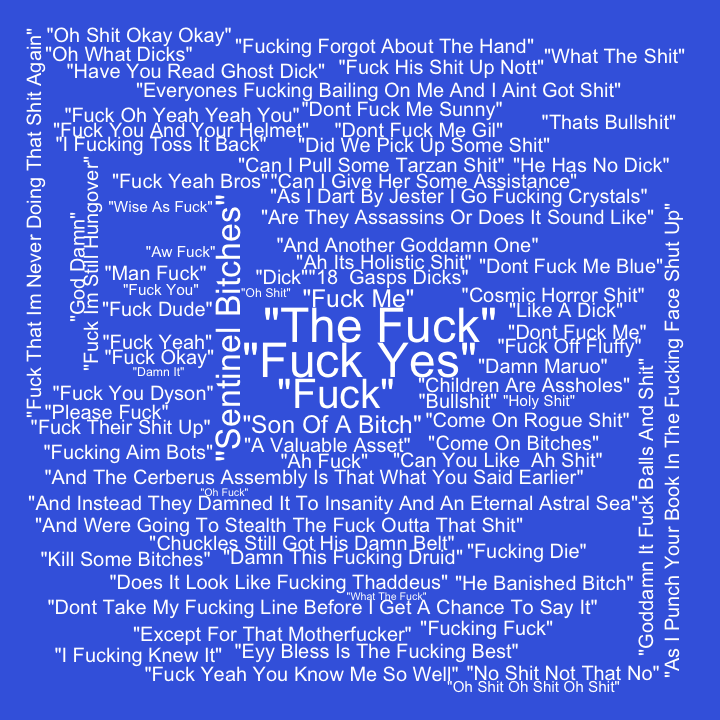 "Oh Shit Okay Okay"
"Fucking Forgot About The Hand"
"Oh What Dicks"
"What The Shit"
"Have You Read Ghost Dick"
"Fuck His Shit Up Nott"
"Everyones Fucking Bailing On Me And I Aint Got Shit"
"Fuck Oh Yeah Yeah You"
"Dont Fuck Me Sunny"
"Thats Bullshit"
"Fuck You And Your Helmet"
"Dont Fuck Me Gil"
"I Fucking Toss It Back"
"Did We Pick Up Some Shit"
"Can I Pull Some Tarzan Shit"
"He Has No Dick"
"Fuck Yeah Bros"
"Can I Give Her Some Assistance"
"As I Dart By Jester I Go Fucking Crystals"
"Wise As Fuck"
"Are They Assassins Or Does It Sound Like"
"Fuck That Im Never Doing That Shit Again"
"God Damn"
"Fuck Im Still Hungover"
"Sentinel Bitches"
"And Another Goddamn One"
"Aw Fuck"
"Ah Its Holistic Shit"
"Dont Fuck Me Blue"
"Man Fuck"
"Dick"
"18  Gasps Dicks"
"Fuck You"
"Oh Shit"
"Fuck Me"
"Cosmic Horror Shit"
"Fuck Dude"
"Like A Dick"
"The Fuck"
"Dont Fuck Me"
"Fuck Yeah"
"Fuck Off Fluffy"
"Fuck Okay"
"Fuck Yes"
"Damn Maruo"
"Damn It"
"Children Are Assholes"
"Fuck You Dyson"
"Fuck"
"Bullshit"
"Holy Shit"
"Please Fuck"
"Fuck Their Shit Up"
"Son Of A Bitch"
"Come On Rogue Shit"
"Fucking Aim Bots"
"A Valuable Asset"
"Come On Bitches"
"Ah Fuck"
"Can You Like  Ah Shit"
"And The Cerberus Assembly Is That What You Said Earlier"
"Oh Fuck"
"And Instead They Damned It To Insanity And An Eternal Astral Sea"
"And Were Going To Stealth The Fuck Outta That Shit"
"Chuckles Still Got His Damn Belt"
"Kill Some Bitches"
"Damn This Fucking Druid"
"Fucking Die"
"Does It Look Like Fucking Thaddeus"
"He Banished Bitch"
"What The Fuck"
"Dont Take My Fucking Line Before I Get A Chance To Say It"
"Except For That Motherfucker"
"Fucking Fuck"
"I Fucking Knew It"
"Eyy Bless Is The Fucking Best"
"Fuck Yeah You Know Me So Well"
"No Shit Not That No"
"Oh Shit Oh Shit Oh Shit"
"Goddamn It Fuck Balls And Shit"
"As I Punch Your Book In The Fucking Face Shut Up"